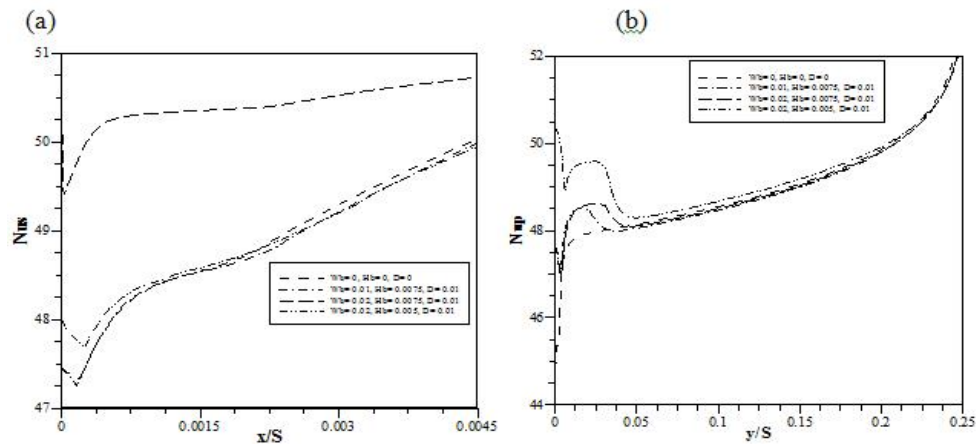 (a)
51
50
49
48
47
Nus
Wb=0, Hb=0, D=0
Wb=0.01, Hb=0.0075, D=0.01
Wb=0.02, Hb=0.0075, D=0.01
Wb=0.02, Hb=0.005, D=0.01
0
0.0015
0.003
0.0045
x/S
(b)
52
50
48
46
44
Nup
Wb=0, Hb=0, D=0
Wb=0.01, Hb=0.0075, D=0.01
Wb=0.02, Hb=0.0075, D=0.01
Wb=0.02, Hb=0.005, D=0.01
0
0.05
0.1
0.15
0.2
0.25
y/S